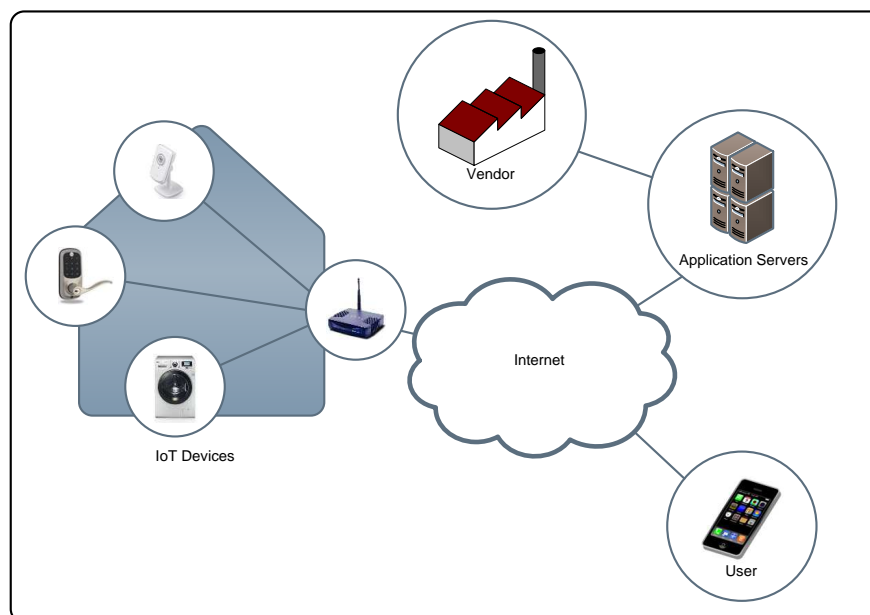 Vendor
Application Servers
Internet
IoT Devices
User